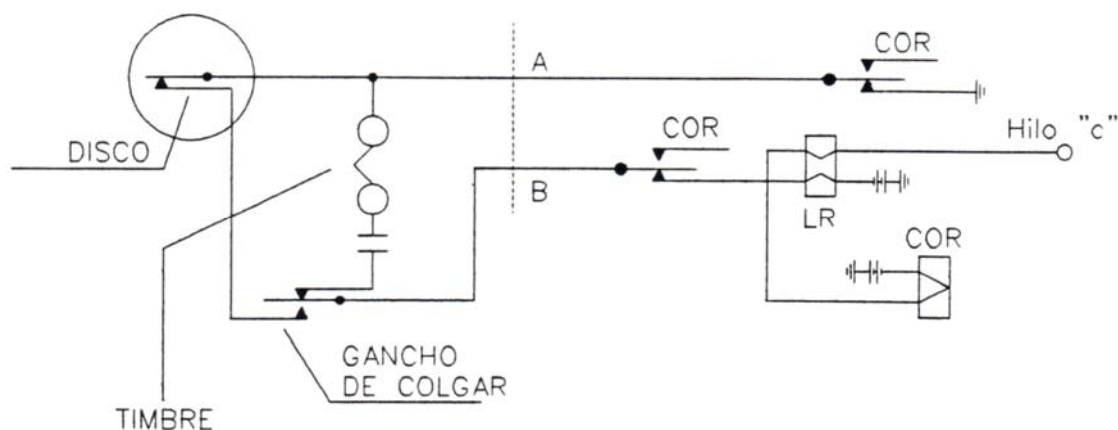 COR
A
DISCO
COR
Hilo "c"
B
LR
COR
GANCHO
DE COLGAR
TIMBRE